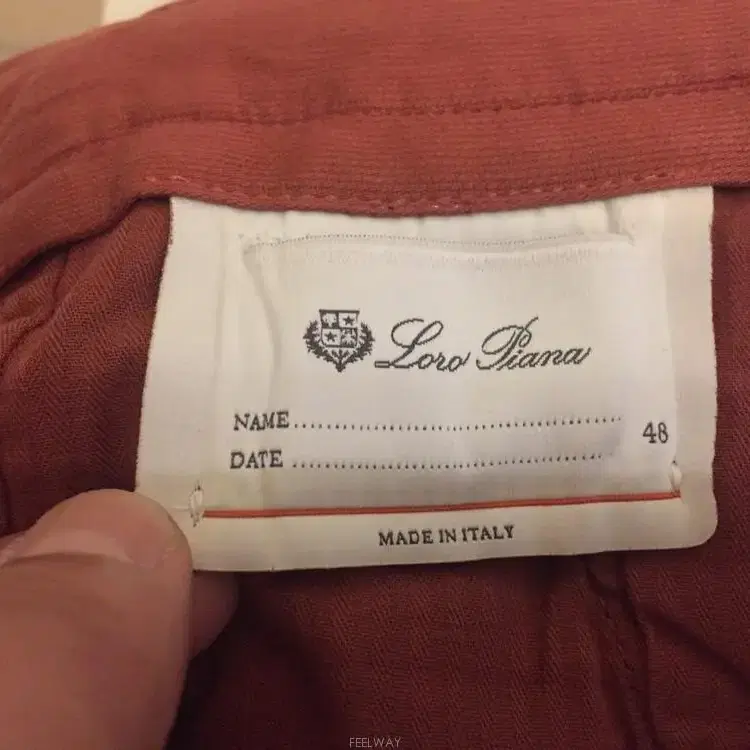 Loro Piana
NAME..........................................
DATE .........................................
48
MADE IN ITALY
FEELWAY